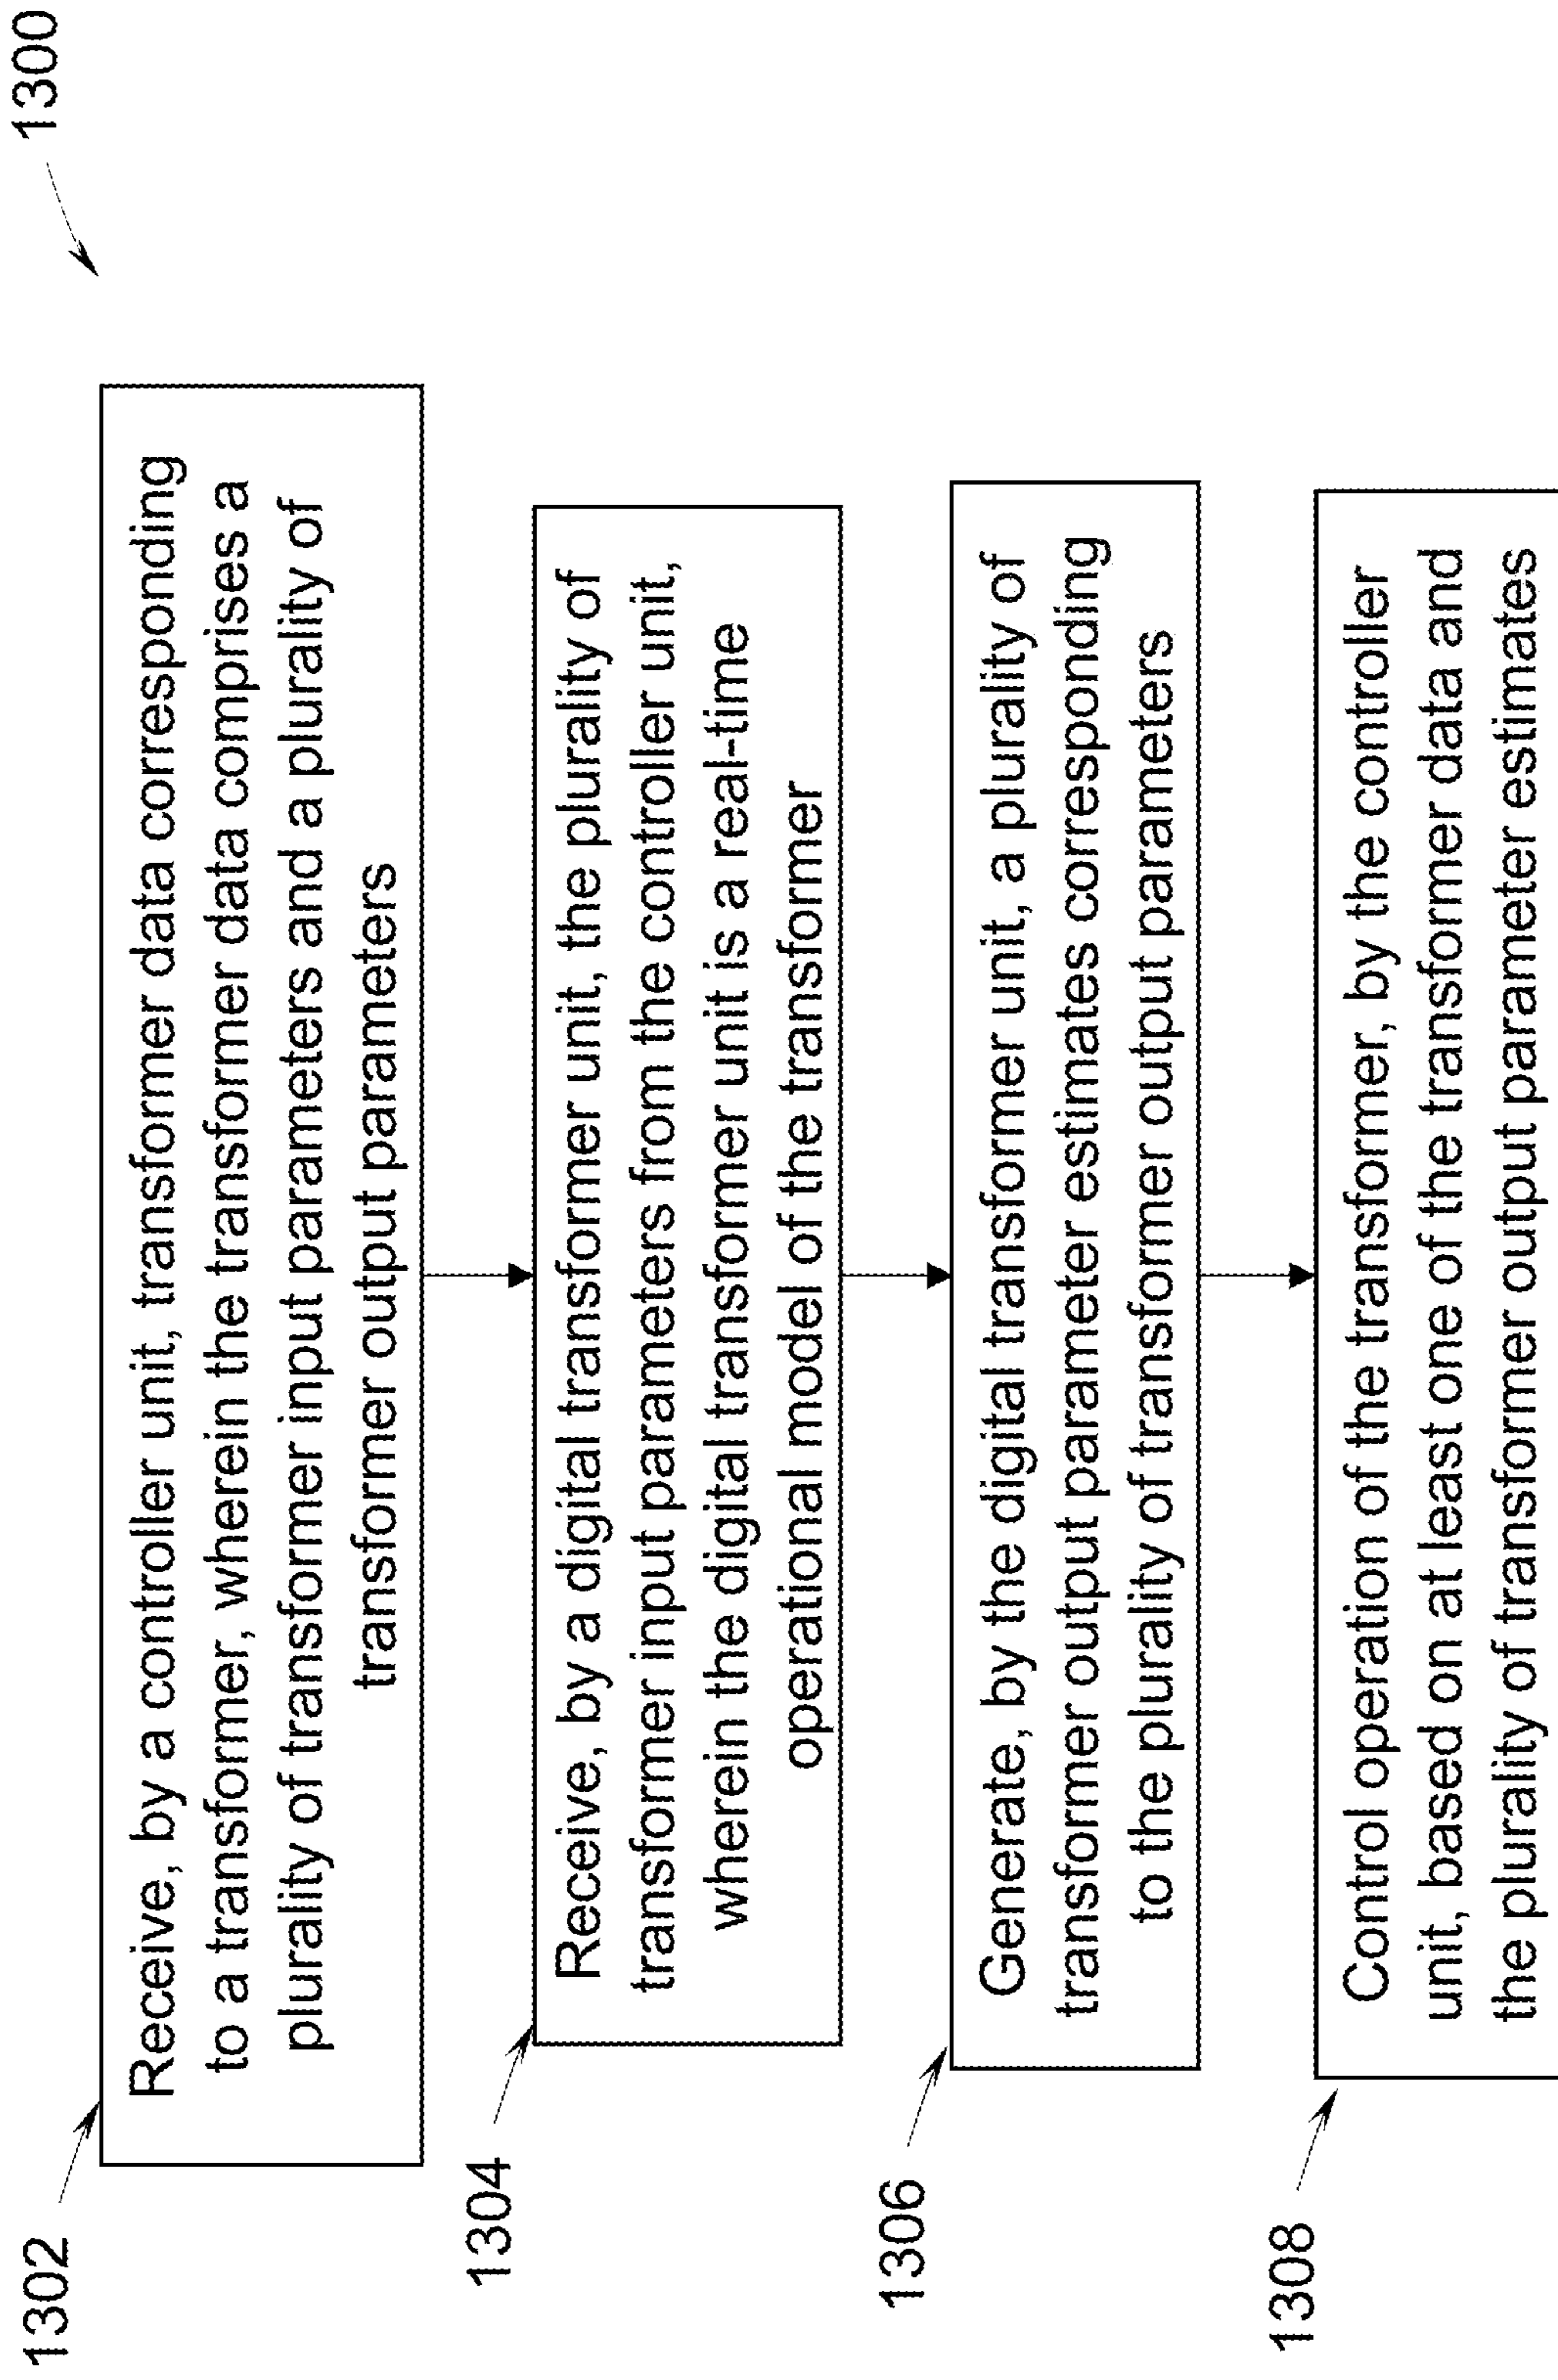 1300
1302
Receive, by a controller unit, transformer data corresponding
to a transformer, wherein the transformer data comprises a
plurality of transformer input parameters and a plurality of
transformer output parameters
1304
Receive, by a digital transformer unit, the plurality of
transformer input parameters from the controller unit,
wherein the digital transformer unit is a real-time
operational model of the transformer
1306
Generate, by the digital transformer unit, a plurality of
transformer output parameter estimates corresponding
to the plurality of transformer output parameters
1308
Control operation of the transformer, by the controller
unit, based on at least one of the transformer data and
the plurality of transformer output parameter estimates